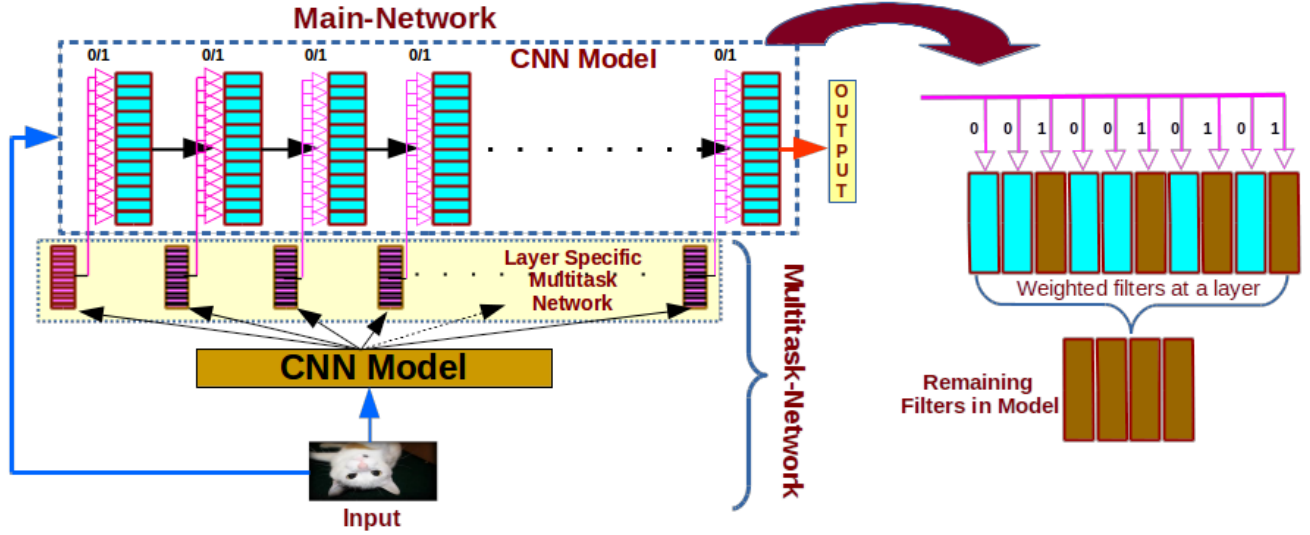 Main-Network
0/1 0/1 0/1 0/1 0/1
CNN Model
OUTPUT
0 0 1 0 0 1 0 1 0 1
Weighted filters at a layer
Remaining
Filters in Model
Layer Specific
Multitask
Network
CNN Model
Multitask-Network
Input